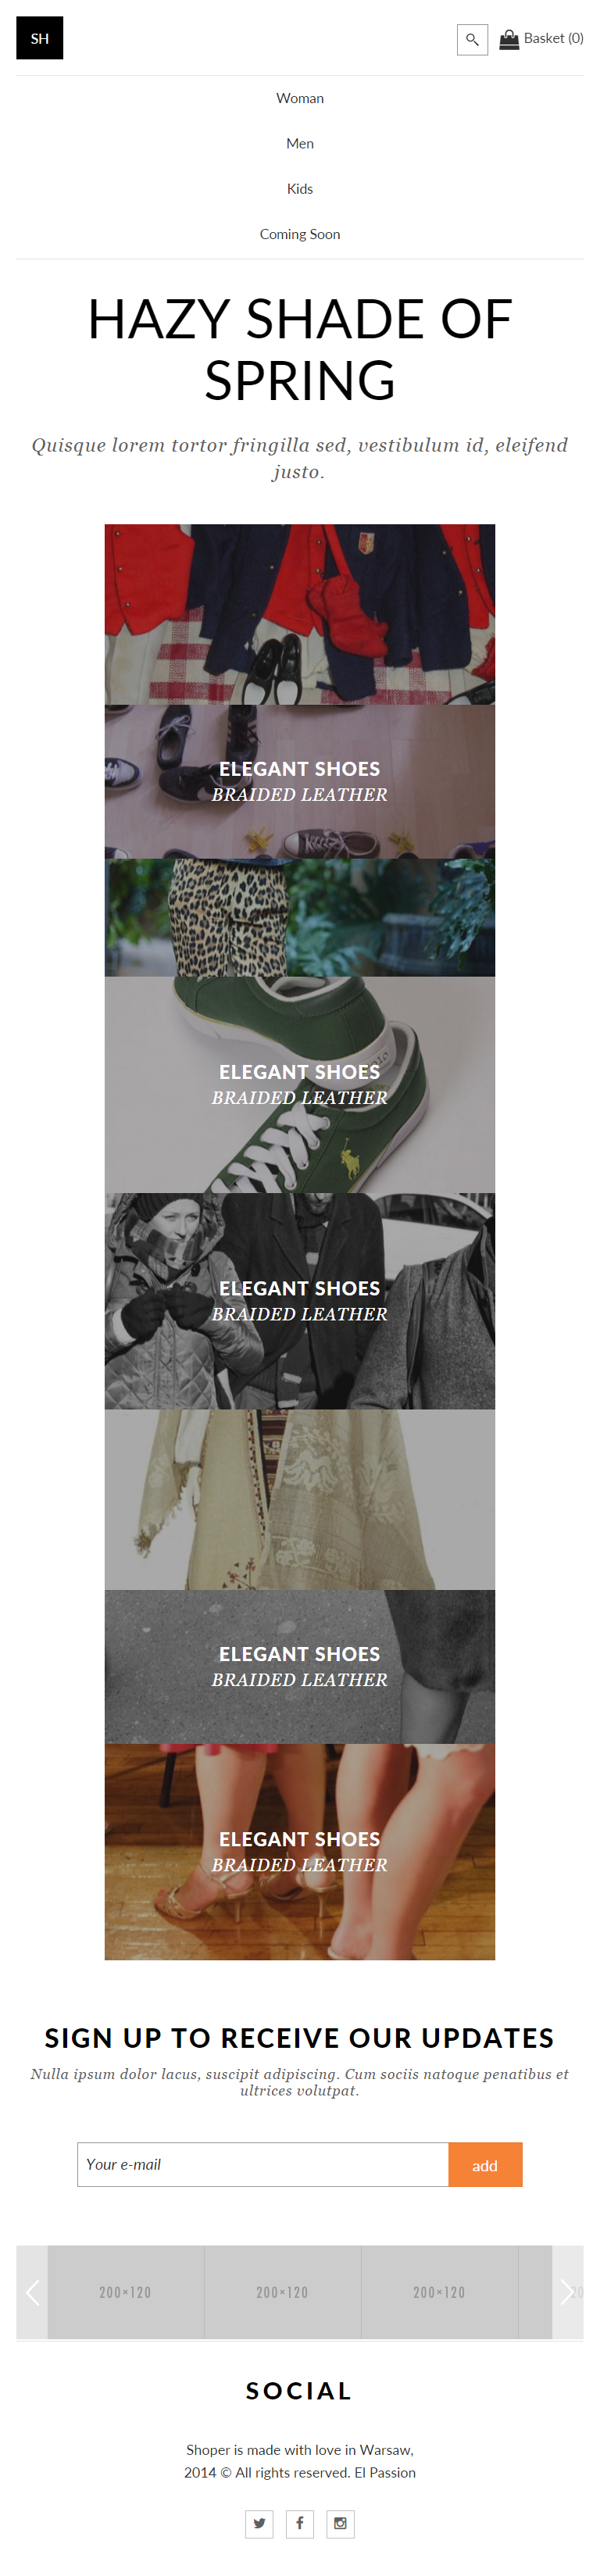 SH
Basket (0)
Woman
Men
Kids
Coming Soon
HAZY SHADE OF
SPRING
Quisque lorem tortor fringilla sed, vestibulum id, eleifend
justo.
ELEGANT SHOES
BRAIDED LEATHER
ELEGANT SHOES
BRAIDED LEATHER
ELEGANT SHOES
BRAIDED LEATHER
ELEGANT SHOES
BRAIDED LEATHER
ELEGANT SHOES
BRAIDED LEATHER
SIGN UP TO RECEIVE OUR UPDATES
Nulla ipsum dolor lacus, suscipit adipiscing. Cum sociis natoque penatibus et
ultrices volutpat.
Your e-mail
add
200×120
200×120
200×120
20
SOCIAL
Shoper is made with love in Warsaw,
2014 © All rights reserved. El Passion